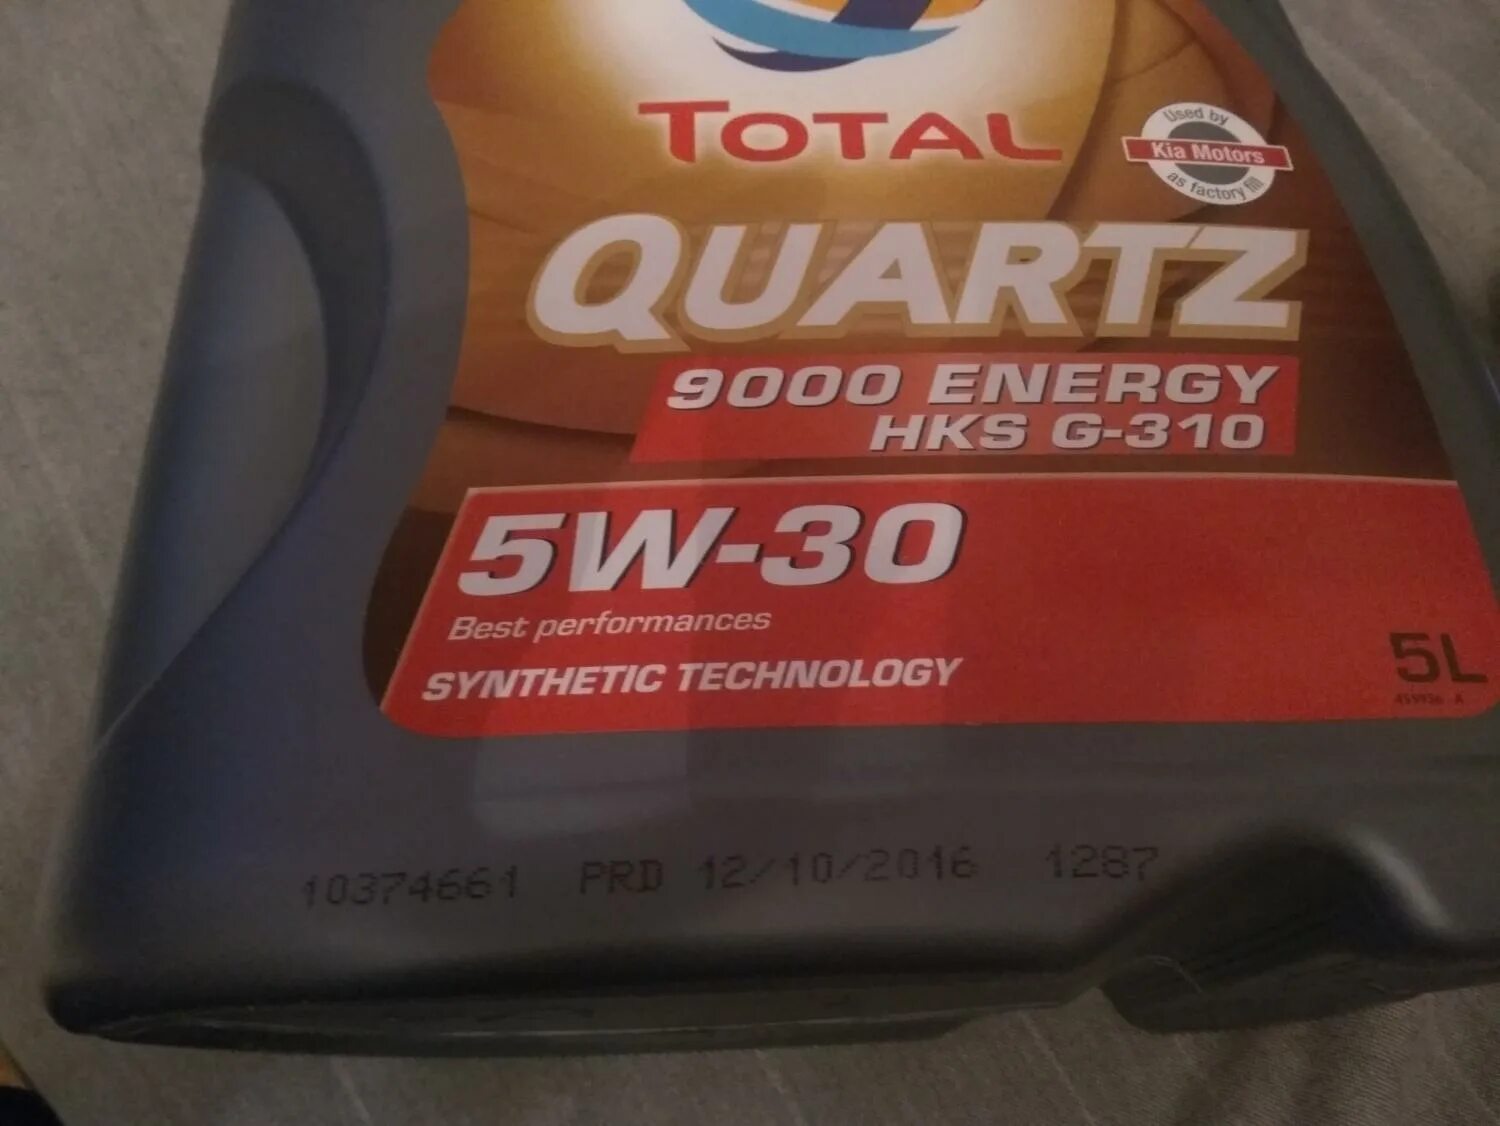 TOTAL
Used by
Kia Motors
as factory fill
QUARTZ
9000 ENERGY
HKS G-310
5W-30
Best performances
SYNTHETIC TECHNOLOGY
5L
10374661 PRD 12/10/2016 1287